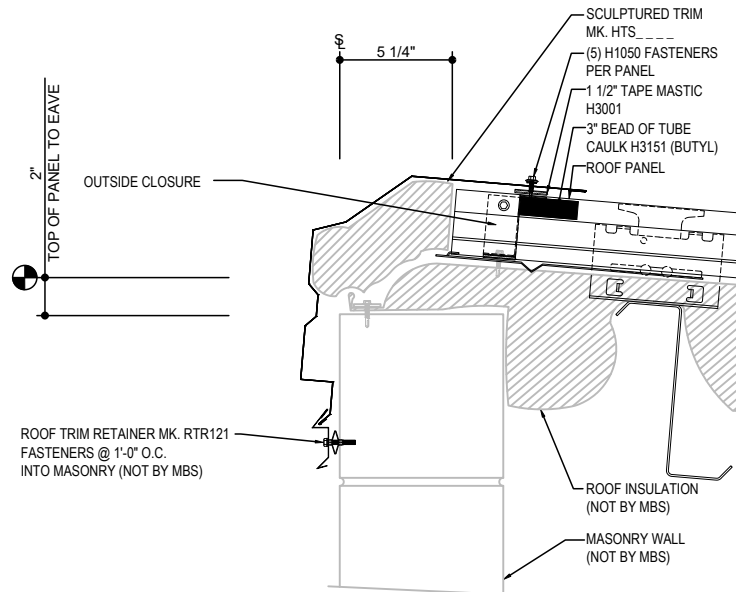 SCULPTURED TRIM
MK. HTS_ _ _ _
(5) H1050 FASTENERS
PER PANEL
1 1/2" TAPE MASTIC
H3001
3" BEAD OF TUBE
CAULK H3151 (BUTYL)
ROOF PANEL
5 1/4"
2"
TOP OF PANEL TO EAVE
OUTSIDE CLOSURE
ROOF TRIM RETAINER MK. RTR121
FASTENERS @ 1'-0" O.C.
INTO MASONRY (NOT BY MBS)
ROOF INSULATION
(NOT BY MBS)
MASONRY WALL
(NOT BY MBS)